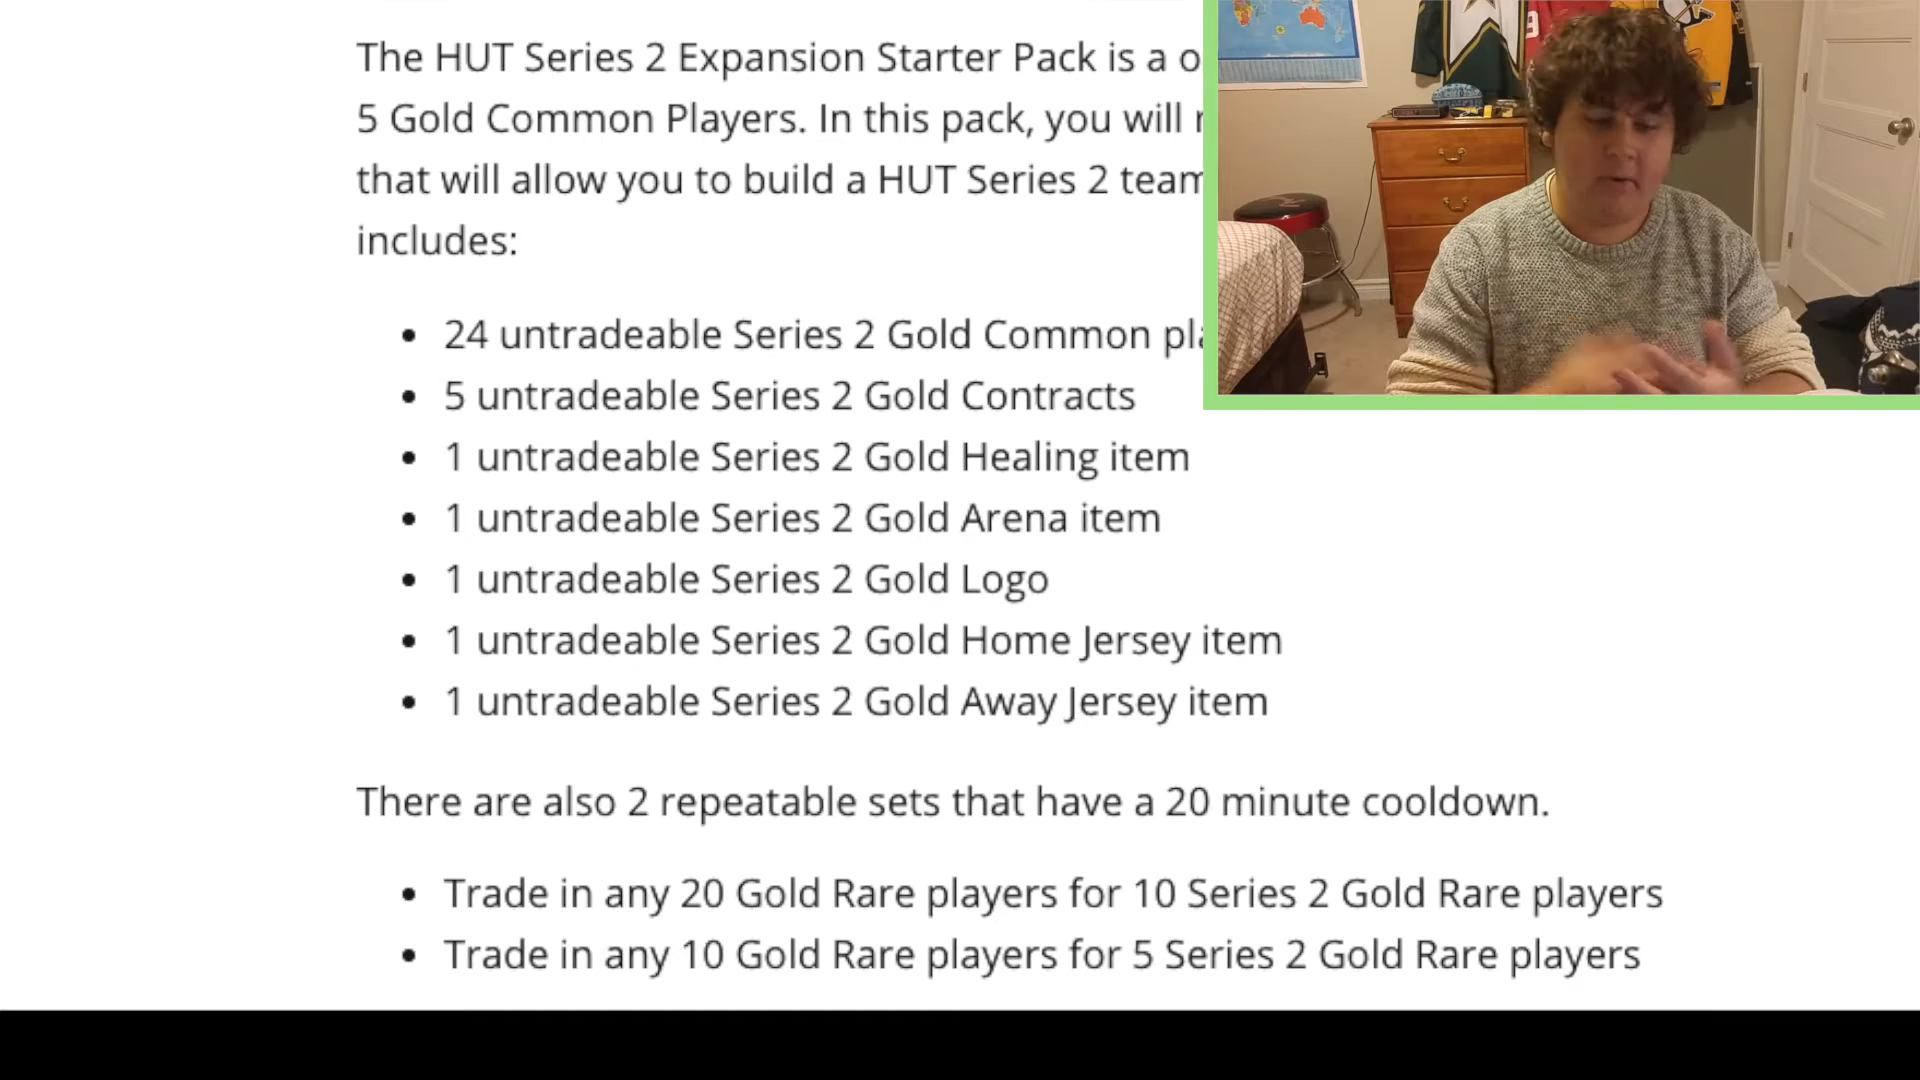 The HUT Series 2 Expansion Starter Pack is a
5 Gold Common Players. In this pack, you will
that will allow you to build a HUT Series 2 team
includes:
• 24 untradeable Series 2 Gold Common
• 5 untradeable Series 2 Gold Contracts
• 1 untradeable Series 2 Gold Healing item
• 1 untradeable Series 2 Gold Arena item
• 1 untradeable Series 2 Gold Logo
• 1 untradeable Series 2 Gold Home Jersey item
• 1 untradeable Series 2 Gold Away Jersey item
There are also 2 repeatable sets that have a 20 minute cooldown.
• Trade in any 20 Gold Rare players for 10 Series 2 Gold Rare players
• Trade in any 10 Gold Rare players for 5 Series 2 Gold Rare players